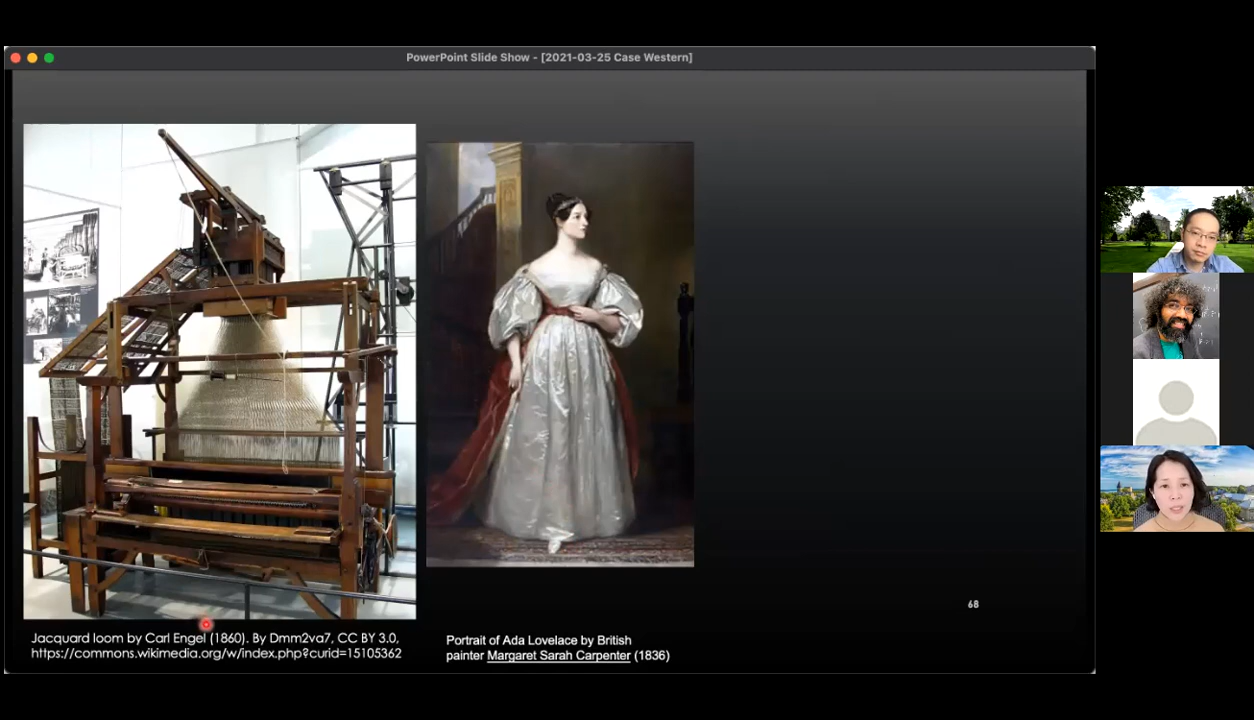 PowerPoint Slide Show - [2021-03-25 Case Western]
68
Jacquard loom by Carl Engel (1860). By Dmm2va7, CC BY 3.0,
https://commons.wikimedia.org/w/index.php?curid=15105362
Portrait of Ada Lovelace by British
painter Margaret Sarah Carpenter (1836)